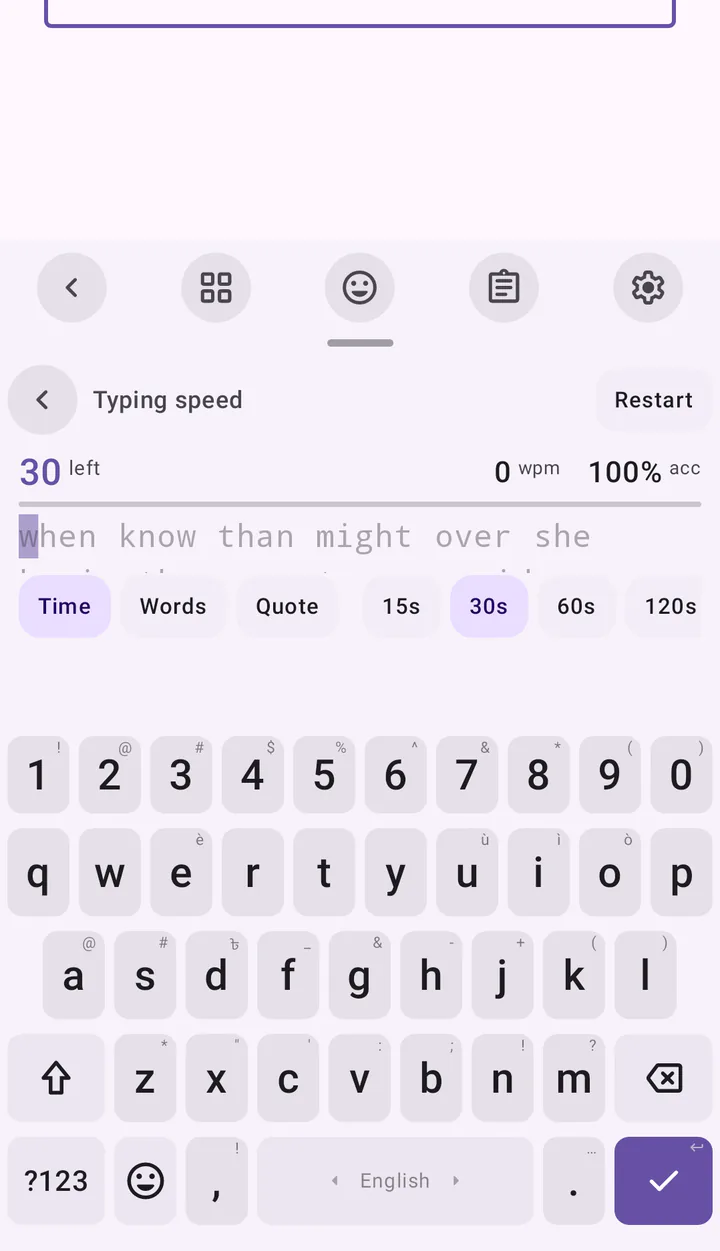 Typing speed Restart
30 left 0 wpm 100% acc
when know than might over she
Time Words Quote 15s 30s 60s 120s
! @ # $ % ^ & * ( )
1 2 3 4 5 6 7 8 9 0
è ù ì ò
q w e r t y u i o p
@ # ъ _ & - + ( )
a s d f g h j k l
* " ' : ; ! ?
z x c v b n m
! …
?123 , English .